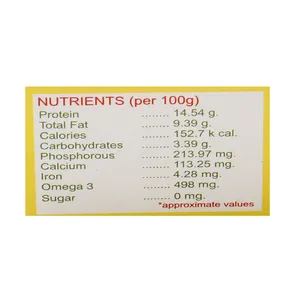 NUTRIENTS (per 100g)
Protein ........ 14.54 g.
Total Fat ........ 9.39 g.
Calories ........ 152.7 k cal.
Carbohydrates ........ 3.39 g.
Phosphorous ........ 213.97 mg.
Calcium ........ 113.25 mg.
Iron ........ 4.28 mg.
Omega 3 ........ 498 mg.
Sugar ........ 0 mg.
*approximate values